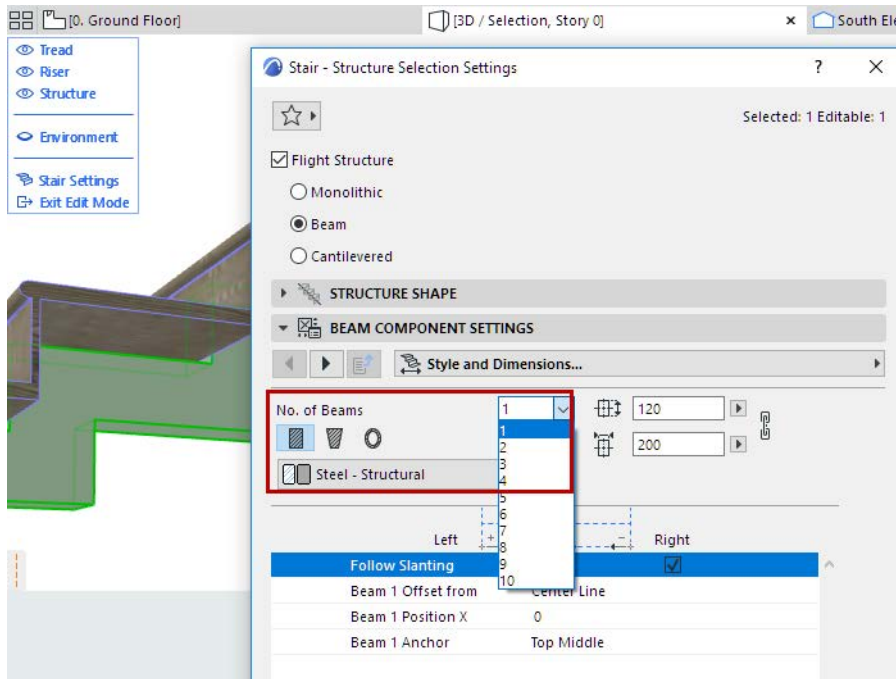 [0. Ground Floor]
[3D / Selection, Story 0]
×
South Ele
Tread
Riser
Structure
Environment
Stair Settings
Exit Edit Mode
Stair - Structure Selection Settings
?
Selected: 1 Editable: 1
Flight Structure
Monolithic
Beam
Cantilevered
STRUCTURE SHAPE
BEAM COMPONENT SETTINGS
Style and Dimensions...
No. of Beams
1
120
200
Steel - Structural
1
2
3
4
5
6
7
8
9
10
Left
Right
Follow Slanting
Beam 1 Offset from
Center Line
Beam 1 Position X
0
Beam 1 Anchor
Top Middle